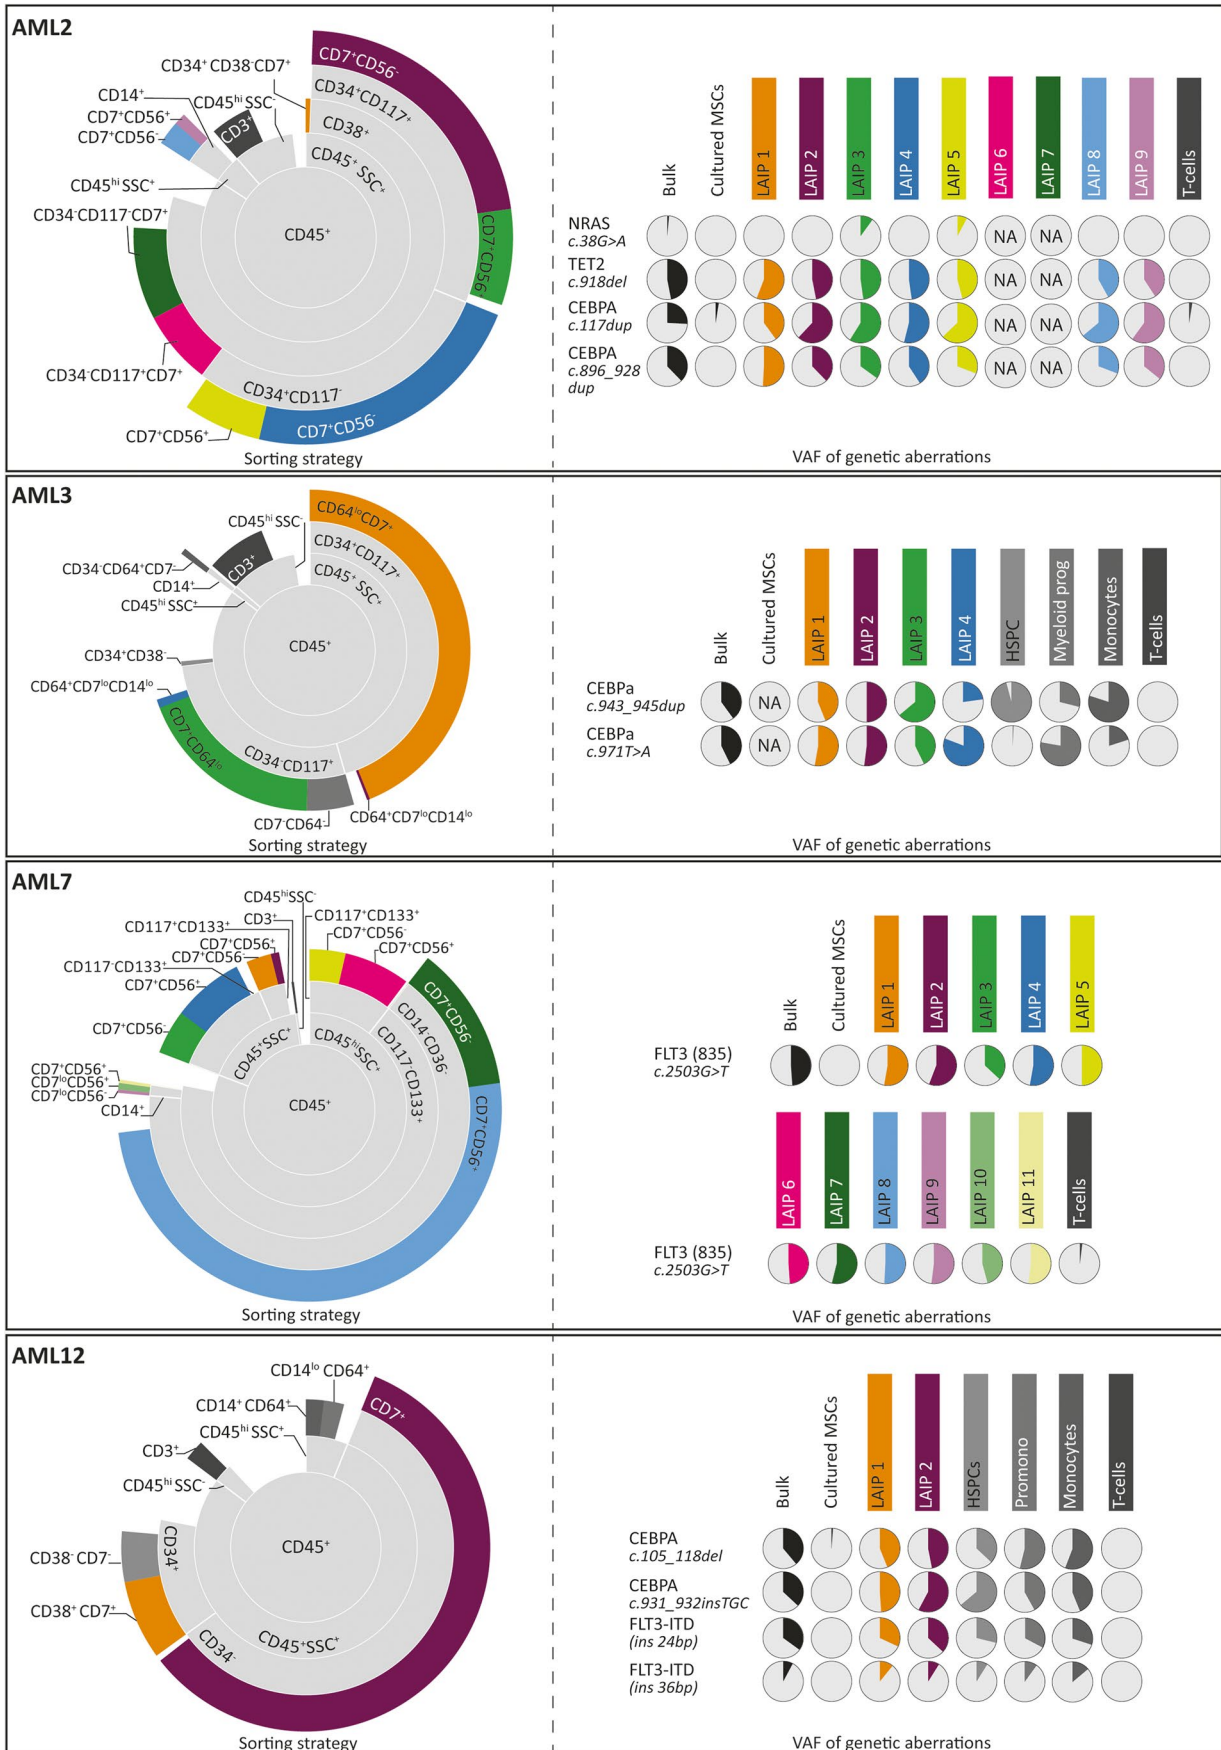 AML2
CD34⁺ CD38⁻CD7⁺
CD14⁺
CD45ʰⁱ SSC⁻
CD7⁺CD56⁺
CD7⁺CD56⁻
CD3⁺
CD45ʰⁱ SSC⁺
CD34⁻CD117⁻CD7⁺
CD34⁻CD117⁺CD7⁺
CD7⁺CD56⁺
CD7⁺CD56⁻
CD34⁺CD117⁺
CD38⁺
CD45⁺ SSC⁺
CD45⁺
CD7⁺CD56⁺
CD34⁺CD117⁻
CD7⁺CD56⁻
Sorting strategy
Bulk
Cultured MSCs
LAIP 1
LAIP 2
LAIP 3
LAIP 4
LAIP 5
LAIP 6
LAIP 7
LAIP 8
LAIP 9
T-cells
NRAS
c.38G>A
NA NA
TET2
c.918del
NA NA
CEBPA
c.117dup
NA NA
CEBPA
c.896_928
dup
NA NA
VAF of genetic aberrations
AML3
CD45ʰⁱ SSC⁻
CD34⁻CD64⁺CD7⁻
CD3⁺
CD14⁺
CD45ʰⁱ SSC⁺
CD34⁺CD38⁻
CD64⁺CD7ˡᵒCD14ˡᵒ
CD64ˡᵒCD7⁺
CD34⁺CD117⁺
CD45⁺ SSC⁺
CD45⁺
CD7⁺CD64ˡᵒ
CD34⁻CD117⁺
CD7⁻CD64⁻
CD64⁺CD7ˡᵒCD14ˡᵒ
Sorting strategy
Bulk
Cultured MSCs
LAIP 1
LAIP 2
LAIP 3
LAIP 4
HSPC
Myeloid prog
Monocytes
T-cells
CEBPa
c.943_945dup
NA
CEBPa
c.971T>A
NA
VAF of genetic aberrations
AML7
CD45ʰⁱSSC⁻
CD3⁺
CD117⁺CD133⁺
CD7⁺CD56⁺
CD7⁺CD56⁻
CD117⁻CD133⁺
CD7⁺CD56⁺
CD7⁺CD56⁻
CD7⁺CD56⁺
CD7ˡᵒCD56⁺
CD7ˡᵒCD56⁻
CD14⁺
CD117⁺CD133⁺
CD7⁺CD56⁻
CD7⁺CD56⁺
CD7⁺CD56⁻
CD14⁻CD36⁻
CD117⁻CD133⁺
CD45ʰⁱSSC⁺
CD45⁺SSC⁺
CD45⁺
CD7⁺CD56⁺
Sorting strategy
Bulk
Cultured MSCs
LAIP 1
LAIP 2
LAIP 3
LAIP 4
LAIP 5
FLT3 (835)
c.2503G>T
LAIP 6
LAIP 7
LAIP 8
LAIP 9
LAIP 10
LAIP 11
T-cells
FLT3 (835)
c.2503G>T
VAF of genetic aberrations
AML12
CD14ˡᵒ CD64⁺
CD14⁺ CD64⁺
CD45ʰⁱ SSC⁺
CD3⁺
CD45ʰⁱ SSC⁻
CD7⁺
CD45⁺
CD34⁺
CD38⁻ CD7⁻
CD38⁺ CD7⁺
CD34⁻
CD45⁺SSC⁺
Sorting strategy
Bulk
Cultured MSCs
LAIP 1
LAIP 2
HSPCs
Promono
Monocytes
T-cells
CEBPA
c.105_118del
CEBPA
c.931_932insTGC
FLT3-ITD
(ins 24bp)
FLT3-ITD
(ins 36bp)
VAF of genetic aberrations